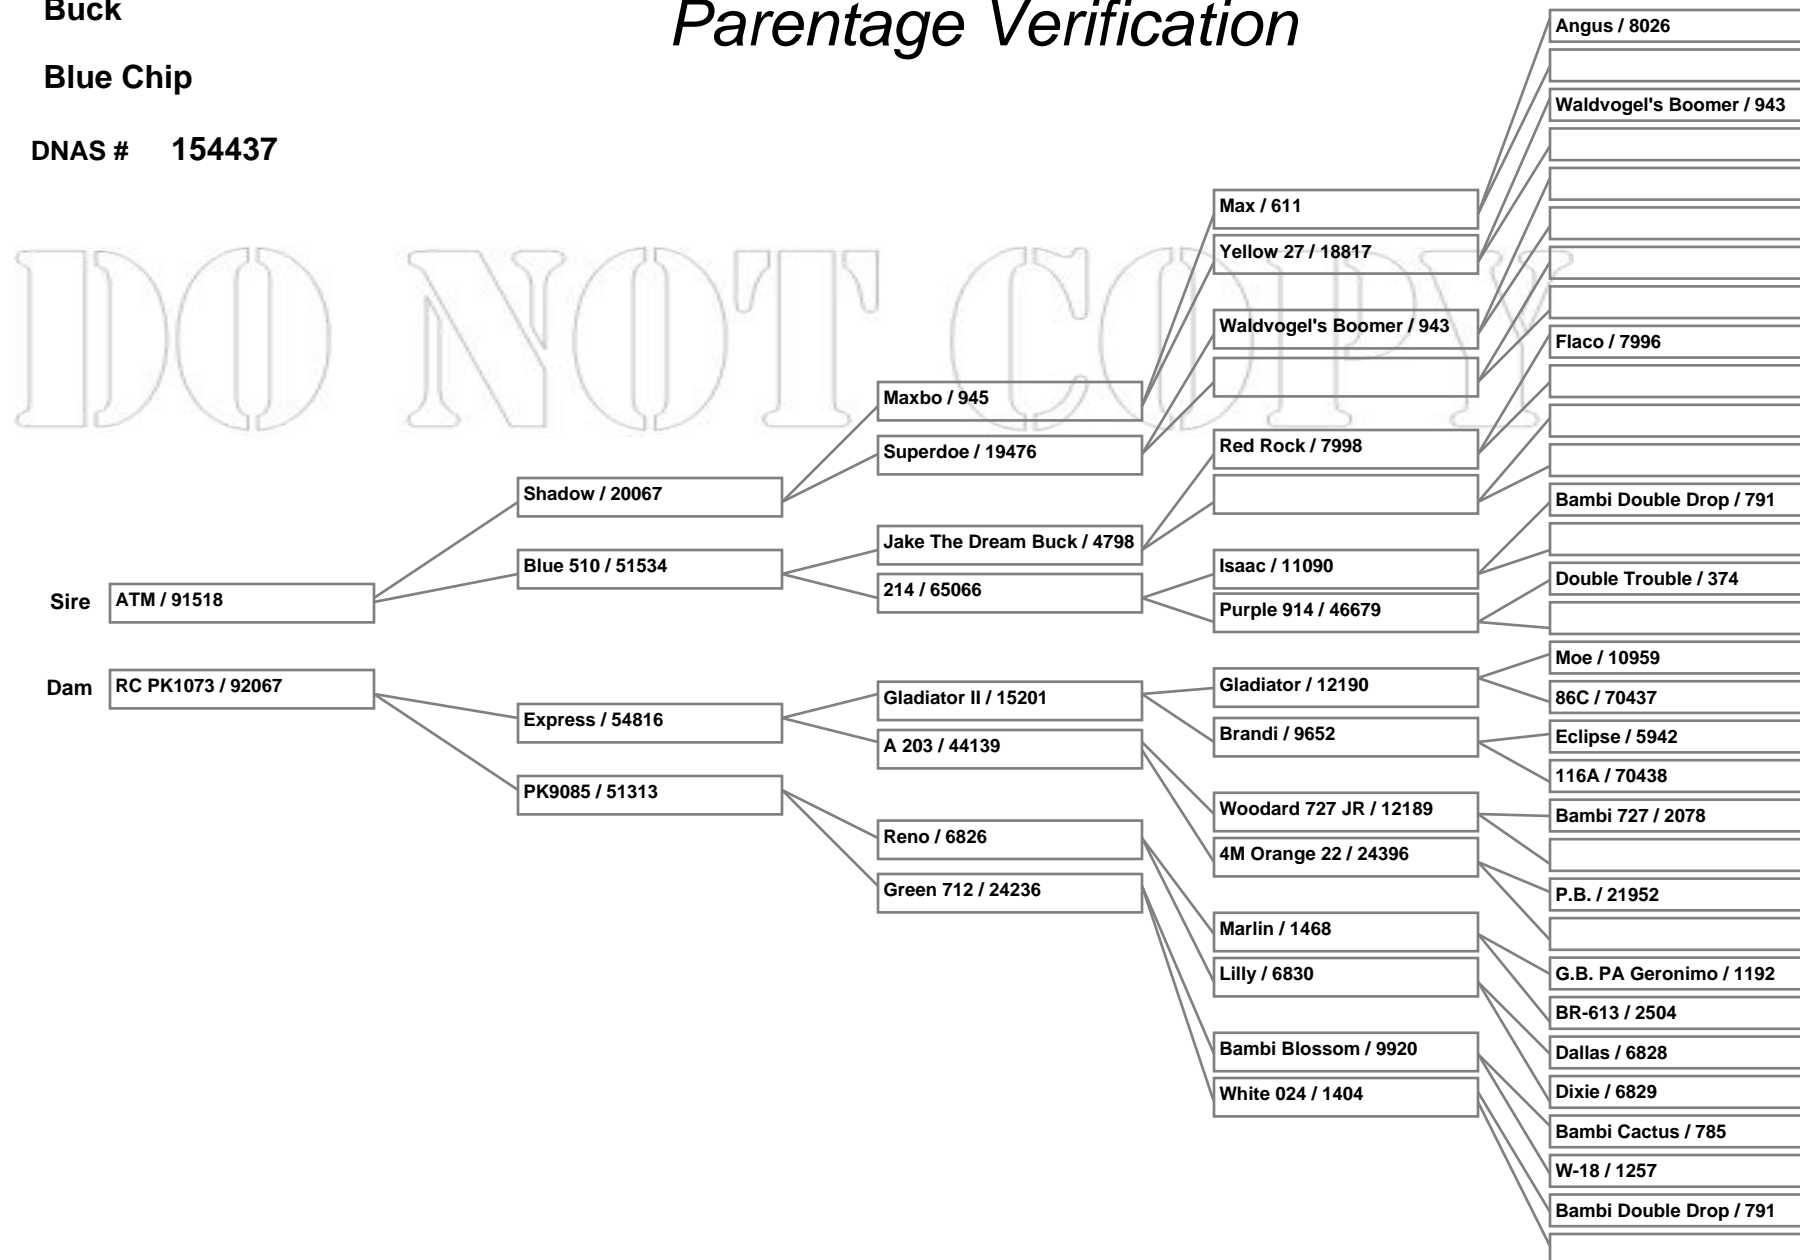 Buck
Parentage Verification
Blue Chip
DNAS # 154437
DO NOT COPY
Sire
ATM / 91518
Dam
RC PK1073 / 92067
Shadow / 20067
Blue 510 / 51534
Express / 54816
PK9085 / 51313
Maxbo / 945
Superdoe / 19476
Jake The Dream Buck / 4798
214 / 65066
Gladiator II / 15201
A 203 / 44139
Reno / 6826
Green 712 / 24236
Max / 611
Yellow 27 / 18817
Waldvogel's Boomer / 943
Red Rock / 7998
Isaac / 11090
Purple 914 / 46679
Gladiator / 12190
Brandi / 9652
Woodard 727 JR / 12189
4M Orange 22 / 24396
Marlin / 1468
Lilly / 6830
Bambi Blossom / 9920
White 024 / 1404
Angus / 8026
Waldvogel's Boomer / 943
Flaco / 7996
Bambi Double Drop / 791
Double Trouble / 374
Moe / 10959
86C / 70437
Eclipse / 5942
116A / 70438
Bambi 727 / 2078
P.B. / 21952
G.B. PA Geronimo / 1192
BR-613 / 2504
Dallas / 6828
Dixie / 6829
Bambi Cactus / 785
W-18 / 1257
Bambi Double Drop / 791